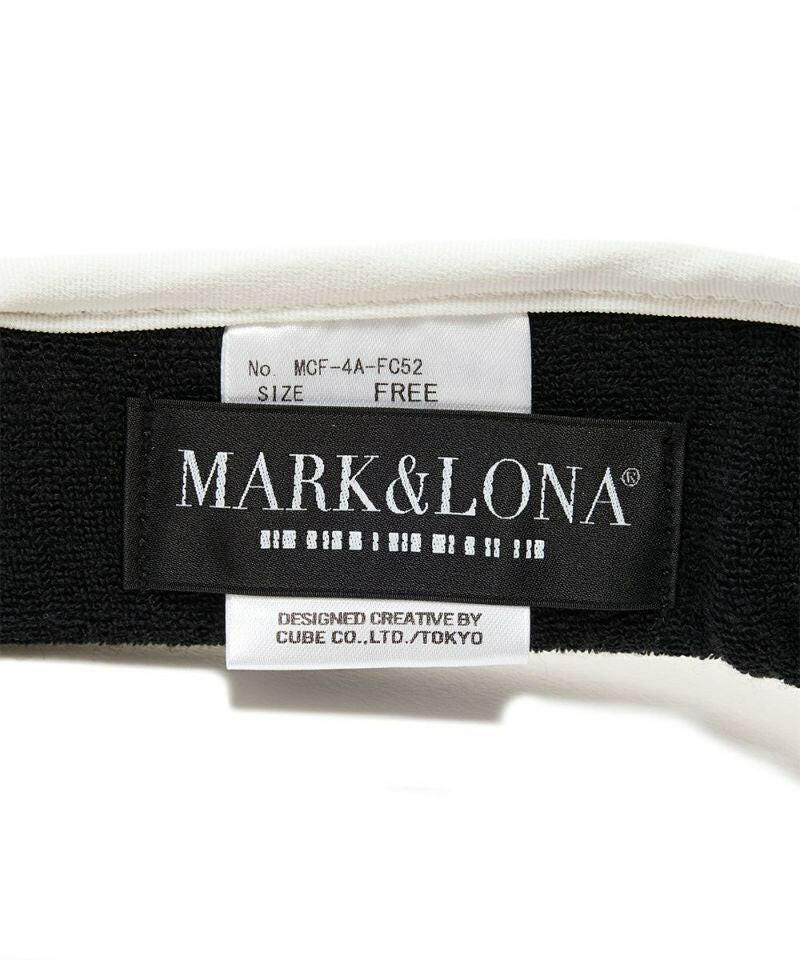 No. MCF-4A-FC52
SIZE FREE
MARK&LONA®
DESIGNED CREATIVE BY
CUBE CO.,LTD./TOKYO